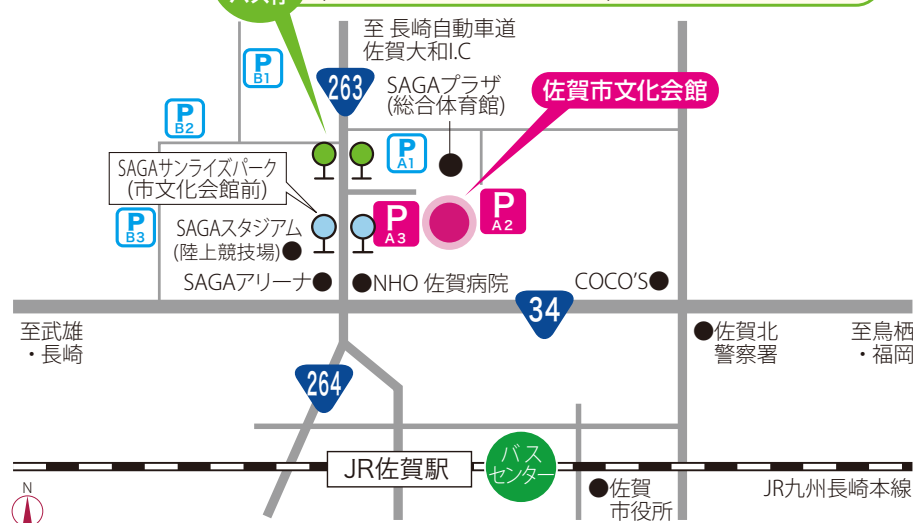 至 長崎自動車道
佐賀大和I.C
P
B1
263
SAGAプラザ
(総合体育館)
佐賀市文化会館
P
B2
P
A1
SAGAサンライズパーク
(市文化会館前)
P
B3
SAGAスタジアム
(陸上競技場)
P
A3
P
A2
SAGAアリーナ
NHO 佐賀病院
COCO'S
34
至武雄
・長崎
佐賀北
警察署
至鳥栖
・福岡
264
JR佐賀駅
バス
センター
N
佐賀
市役所
JR九州長崎本線